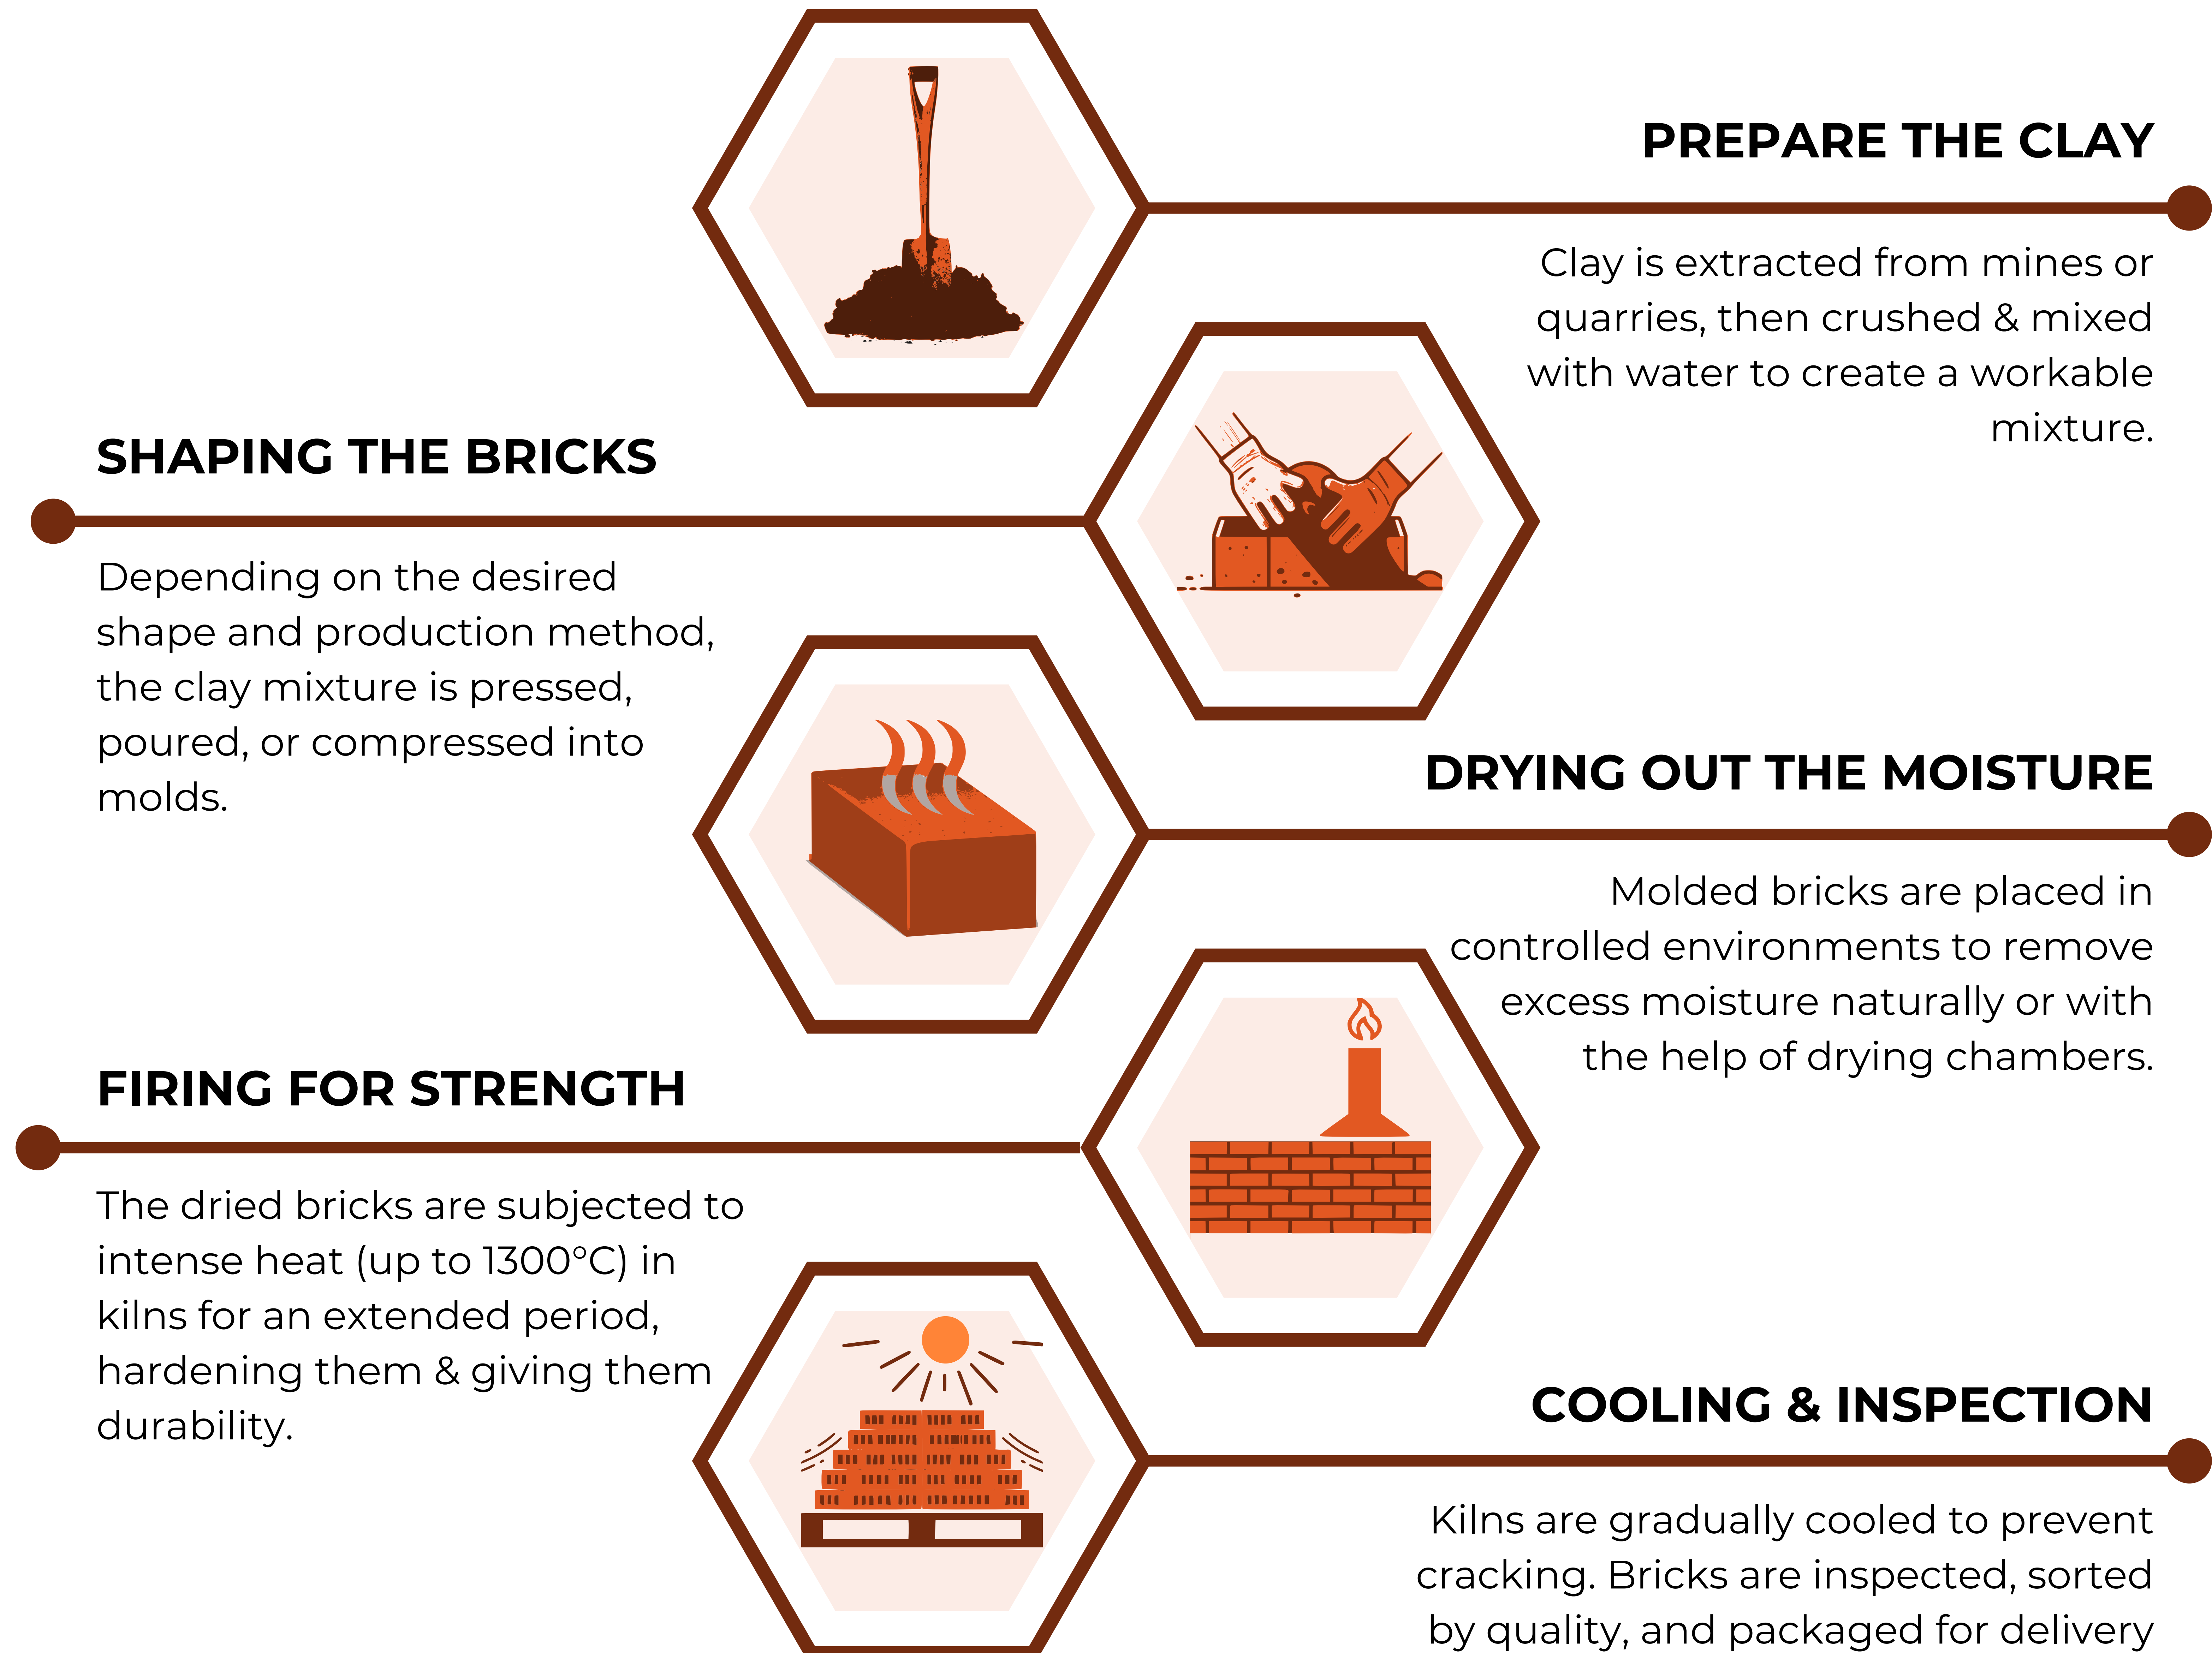 PREPARE THE CLAY
Clay is extracted from mines or
quarries, then crushed & mixed
with water to create a workable
mixture.
SHAPING THE BRICKS
Depending on the desired
shape and production method,
the clay mixture is pressed,
poured, or compressed into
molds.
DRYING OUT THE MOISTURE
Molded bricks are placed in
controlled environments to remove
excess moisture naturally or with
the help of drying chambers.
FIRING FOR STRENGTH
The dried bricks are subjected to
intense heat (up to 1300°C) in
kilns for an extended period,
hardening them & giving them
durability.
COOLING & INSPECTION
Kilns are gradually cooled to prevent
cracking. Bricks are inspected, sorted
by quality, and packaged for delivery